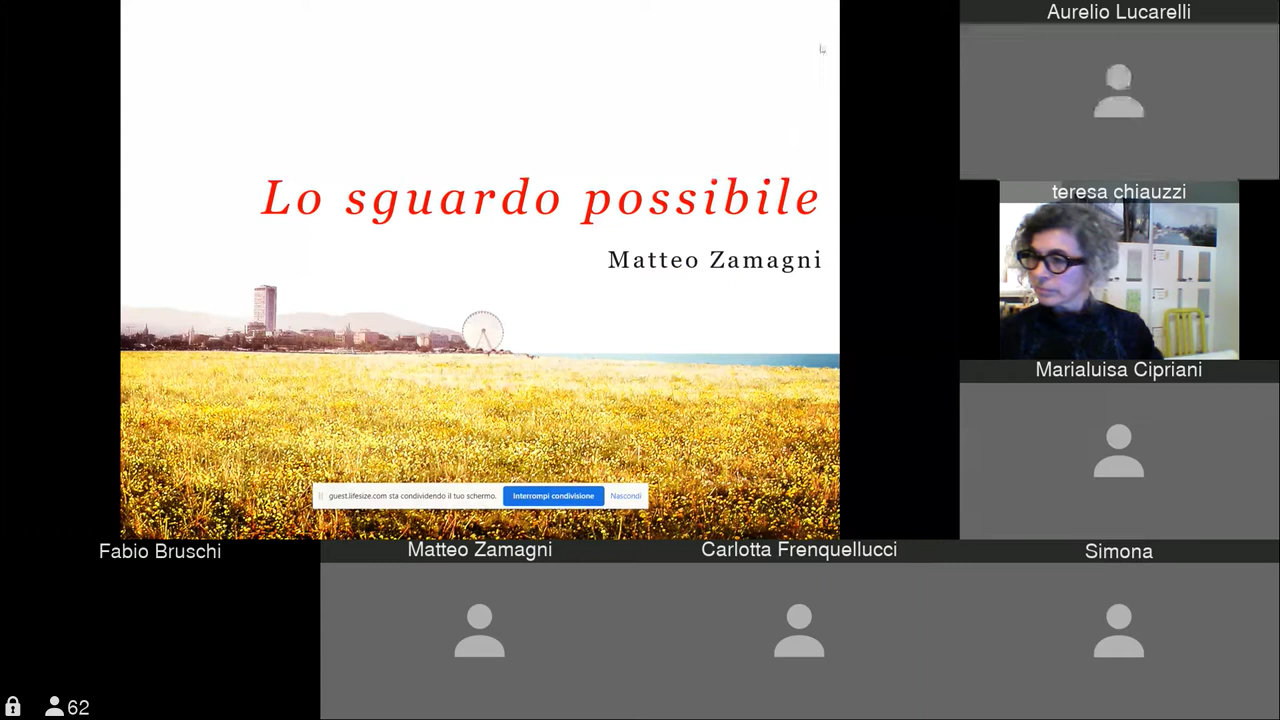 Aurelio Lucarelli
Lo sguardo possibile
teresa chiauzzi
Matteo Zamagni
Marialuisa Cipriani
guest.lifesize.com sta condividendo il tuo schermo. Interrompi condivisione Nascondi
Fabio Bruschi
Matteo Zamagni
Carlotta Frenquellucci
Simona
62